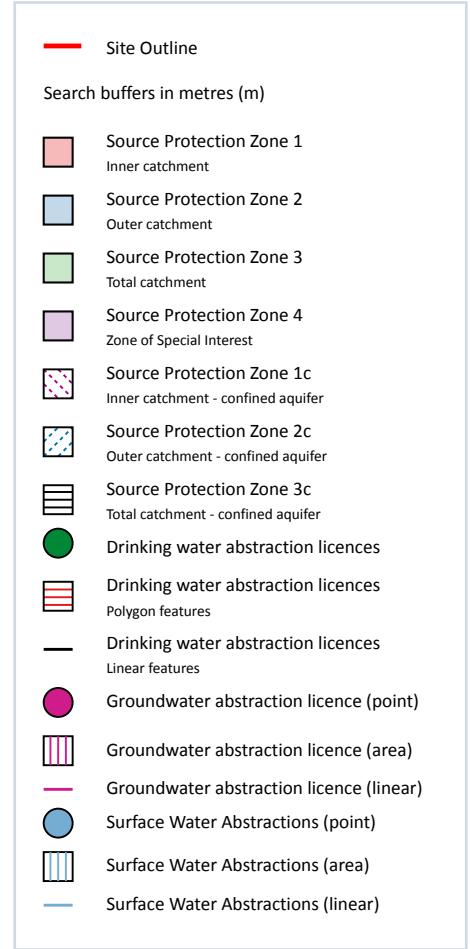 Site Outline
Search buffers in metres (m)
Source Protection Zone 1
Inner catchment
Source Protection Zone 2
Outer catchment
Source Protection Zone 3
Total catchment
Source Protection Zone 4
Zone of Special Interest
Source Protection Zone 1c
Inner catchment - confined aquifer
Source Protection Zone 2c
Outer catchment - confined aquifer
Source Protection Zone 3c
Total catchment - confined aquifer
Drinking water abstraction licences
Drinking water abstraction licences
Polygon features
Drinking water abstraction licences
Linear features
Groundwater abstraction licence (point)
Groundwater abstraction licence (area)
Groundwater abstraction licence (linear)
Surface Water Abstractions (point)
Surface Water Abstractions (area)
Surface Water Abstractions (linear)